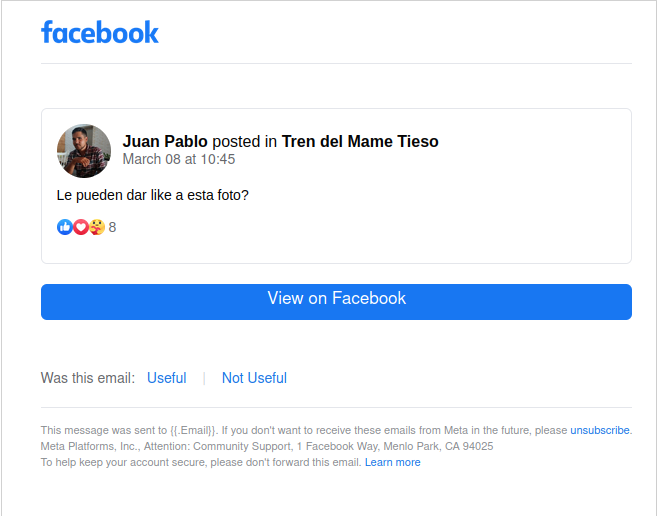 facebook
Juan Pablo posted in Tren del Mame Tieso
March 08 at 10:45
Le pueden dar like a esta foto?
8
View on Facebook
Was this email: Useful | Not Useful
This message was sent to {{.Email}}. If you don't want to receive these emails from Meta in the future, please unsubscribe.
Meta Platforms, Inc., Attention: Community Support, 1 Facebook Way, Menlo Park, CA 94025
To help keep your account secure, please don't forward this email. Learn more